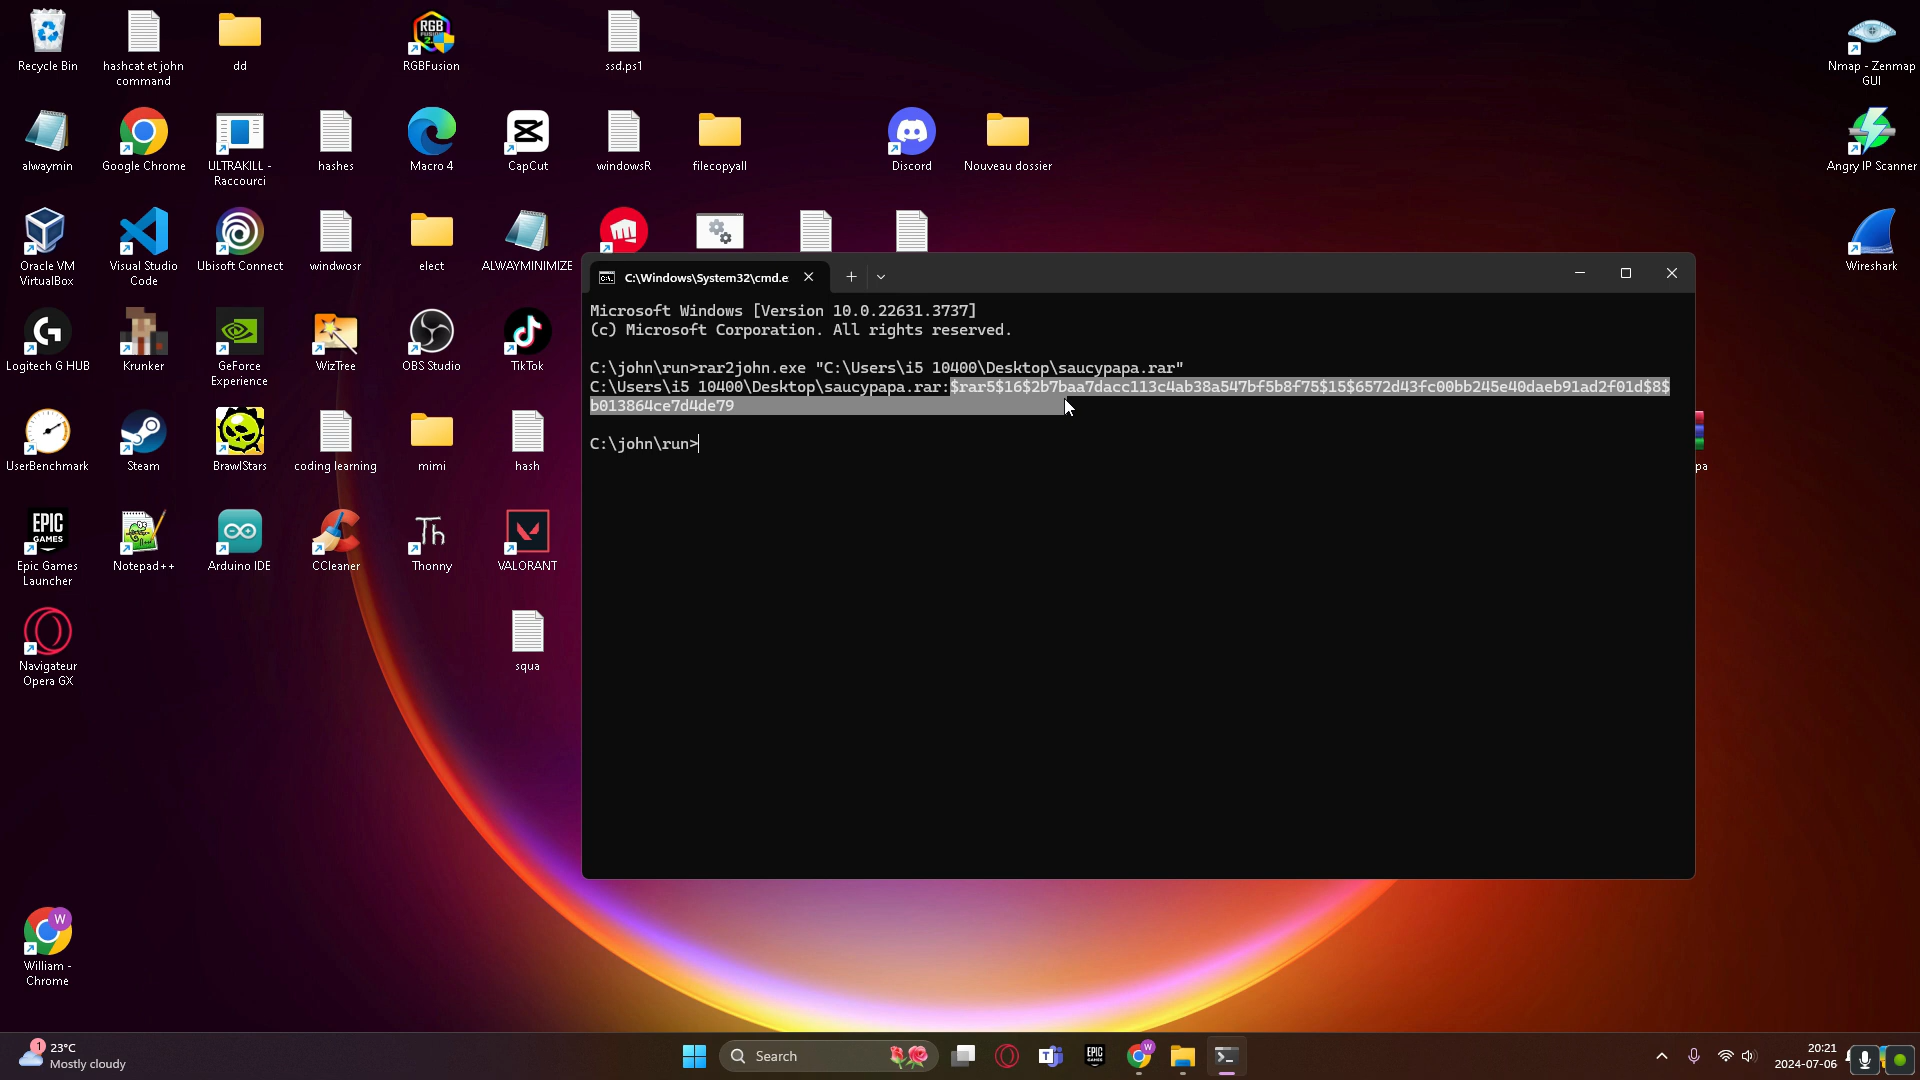 Recycle Bin
hashcat et john
command
dd
RGBFusion
ssd.ps1
Nmap - Zenmap
GUI
alwaymin
Google Chrome
ULTRAKILL -
Raccourci
hashes
Macro 4
CapCut
windowsR
filecopyall
Discord
Nouveau dossier
Angry IP Scanner
Oracle VM
VirtualBox
Visual Studio
Code
Ubisoft Connect
windwosr
elect
ALWAYMINIMIZE
Wireshark
Logitech G HUB
Krunker
GeForce
Experience
WizTree
OBS Studio
TikTok
UserBenchmark
Steam
BrawlStars
coding learning
mimi
hash
pa
EPIC
GAMES
Epic Games
Launcher
Notepad++
Arduino IDE
CCleaner
Th
Thonny
VALORANT
Navigateur
Opera GX
squa
W
William -
Chrome
C:\Windows\System32\cmd.e
Microsoft Windows [Version 10.0.22631.3737]
(c) Microsoft Corporation. All rights reserved.
C:\john\run>rar2john.exe "C:\Users\i5 10400\Desktop\saucypapa.rar"
C:\Users\i5 10400\Desktop\saucypapa.rar:$rar5$16$2b7baa7dacc113c4ab38a547bf5b8f75$15$6572d43fc00bb245e40daeb91ad2f01d$8$
b013864ce7d4de79
C:\john\run>
1
23°C
Mostly cloudy
Search
20:21
2024-07-06